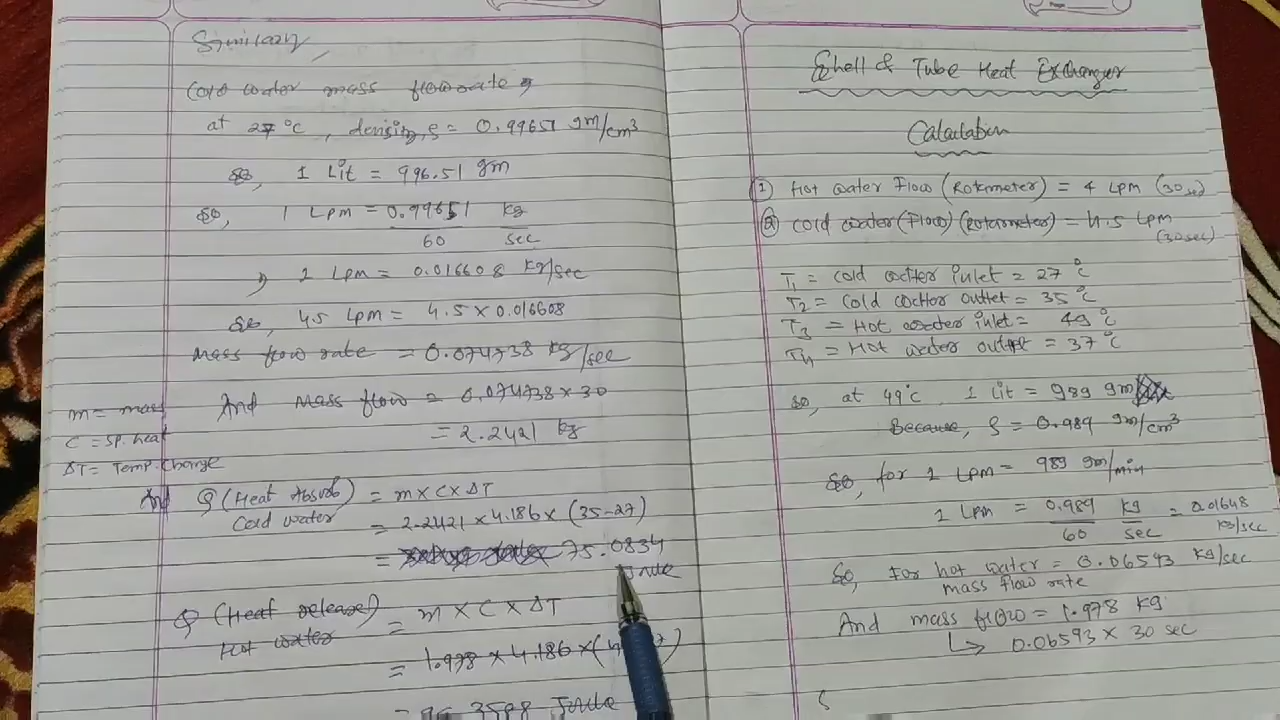 Similarly,
Cold water mass flow rate,
at 27 °C, density, ρ = 0.99651 gm/cm³
so, 1 Lit = 996.51 gm
so, 1 Lpm = 0.99651 kg
60 sec
1 Lpm = 0.016608 kg/sec
so, 4.5 Lpm = 4.5 x 0.016608
Mass flow rate = 0.074738 kg/sec
And Mass flow = 0.074738 x 30
= 2.2421 kg
m = mass
C = sp. heat
ΔT = Temp. Change
And Q (Heat Absorb) = m x C x ΔT
Cold water
= 2.2421 x 4.186 x (35-27)
= 75.0834
Joule
Q (Heat release) = m x C x ΔT
Hot water
= 1.978 x 4.186 x (
Joule
Shell & Tube Heat Exchanger
Calculation
① Hot water Flow (Rotameter) = 4 Lpm (30 sec)
② Cold water (Flow) (Rotameter) = 4.5 Lpm
(30 sec)
T1 = Cold water inlet = 27 °C
T2 = Cold water outlet = 35 °C
T3 = Hot water inlet = 49 °C
T4 = Hot water outlet = 37 °C
so, at 49°C, 1 Lit = 989 gm
Because, ρ = 0.989 gm/cm³
so, for 1 Lpm = 989 gm/min
1 Lpm = 0.989 kg = 0.01648
60 sec kg/sec
so, For hot water = 0.06593 kg/sec
mass flow rate
And mass flow = 1.978 kg
↳ 0.06593 x 30 sec